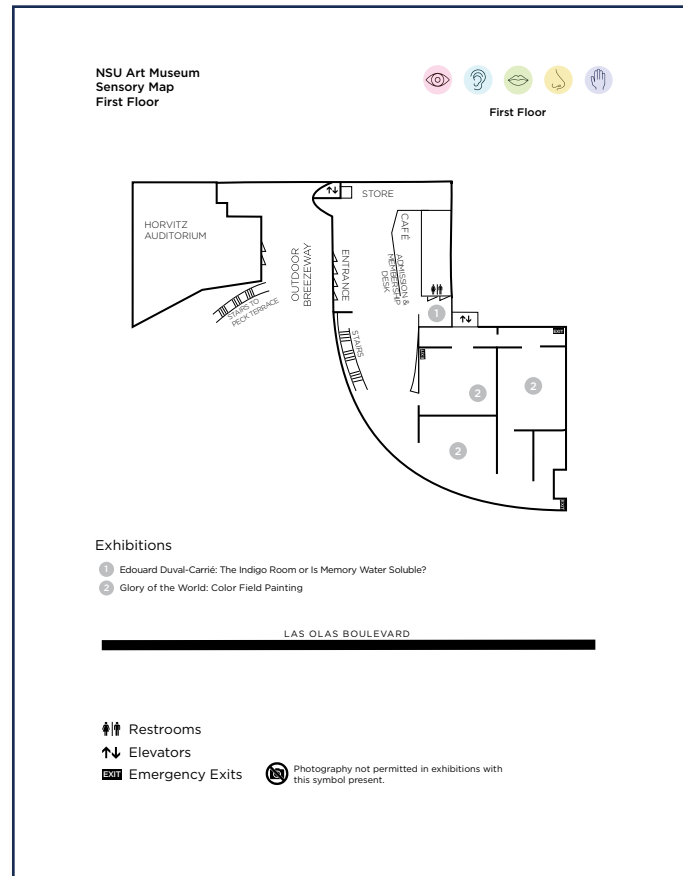 NSU Art Museum
Sensory Map
First Floor
First Floor
STORE
HORVITZ
AUDITORIUM
CAFÉ
OUTDOOR
BREEZEWAY
ENTRANCE
ADMISSION &
MEMBERSHIP
DESK
STAIRS TO
PECK TERRACE
STAIRS
1
EXIT
EXIT
2
2
2
EXIT
Exhibitions
1 Edouard Duval-Carrié: The Indigo Room or Is Memory Water Soluble?
2 Glory of the World: Color Field Painting
LAS OLAS BOULEVARD
Restrooms
Elevators
EXIT Emergency Exits
Photography not permitted in exhibitions with
this symbol present.